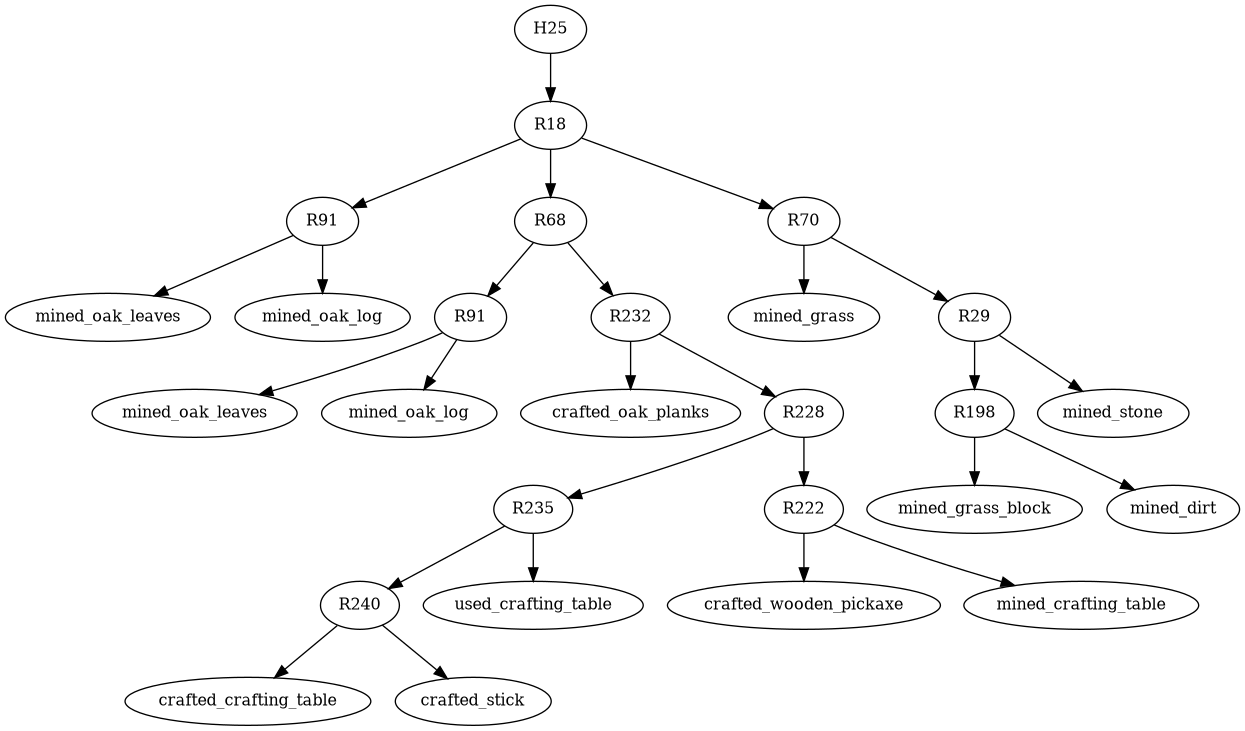 H25
R18
R91
R68
R70
mined_oak_leaves
mined_oak_log
R91
R232
mined_grass
R29
mined_oak_leaves
mined_oak_log
crafted_oak_planks
R228
R198
mined_stone
R235
R222
mined_grass_block
mined_dirt
R240
used_crafting_table
crafted_wooden_pickaxe
mined_crafting_table
crafted_crafting_table
crafted_stick